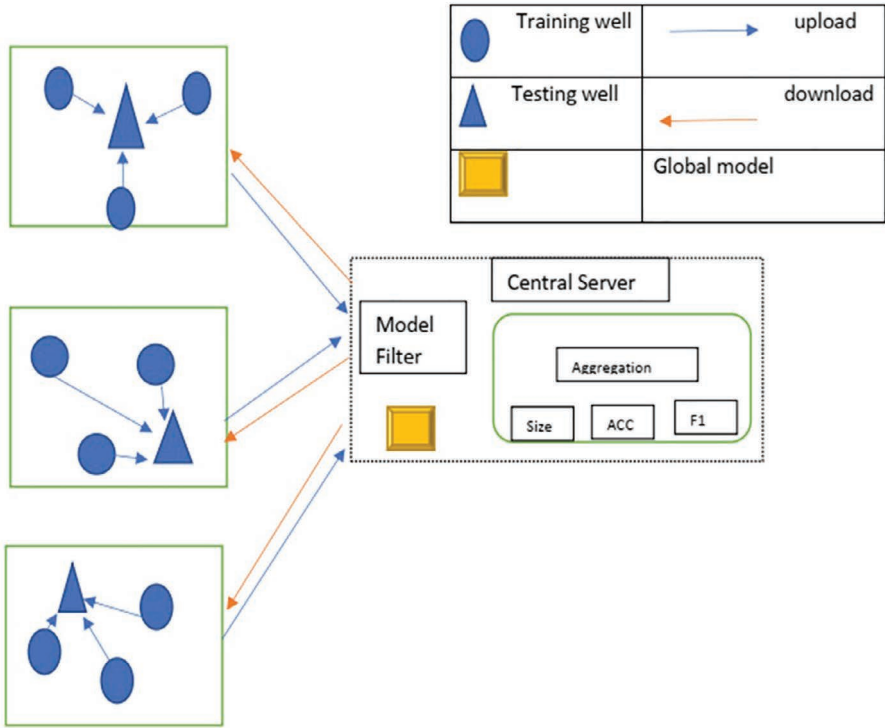 Training well
upload
Testing well
download
Global model
Central Server
Model
Filter
Aggregation
Size
ACC
F1